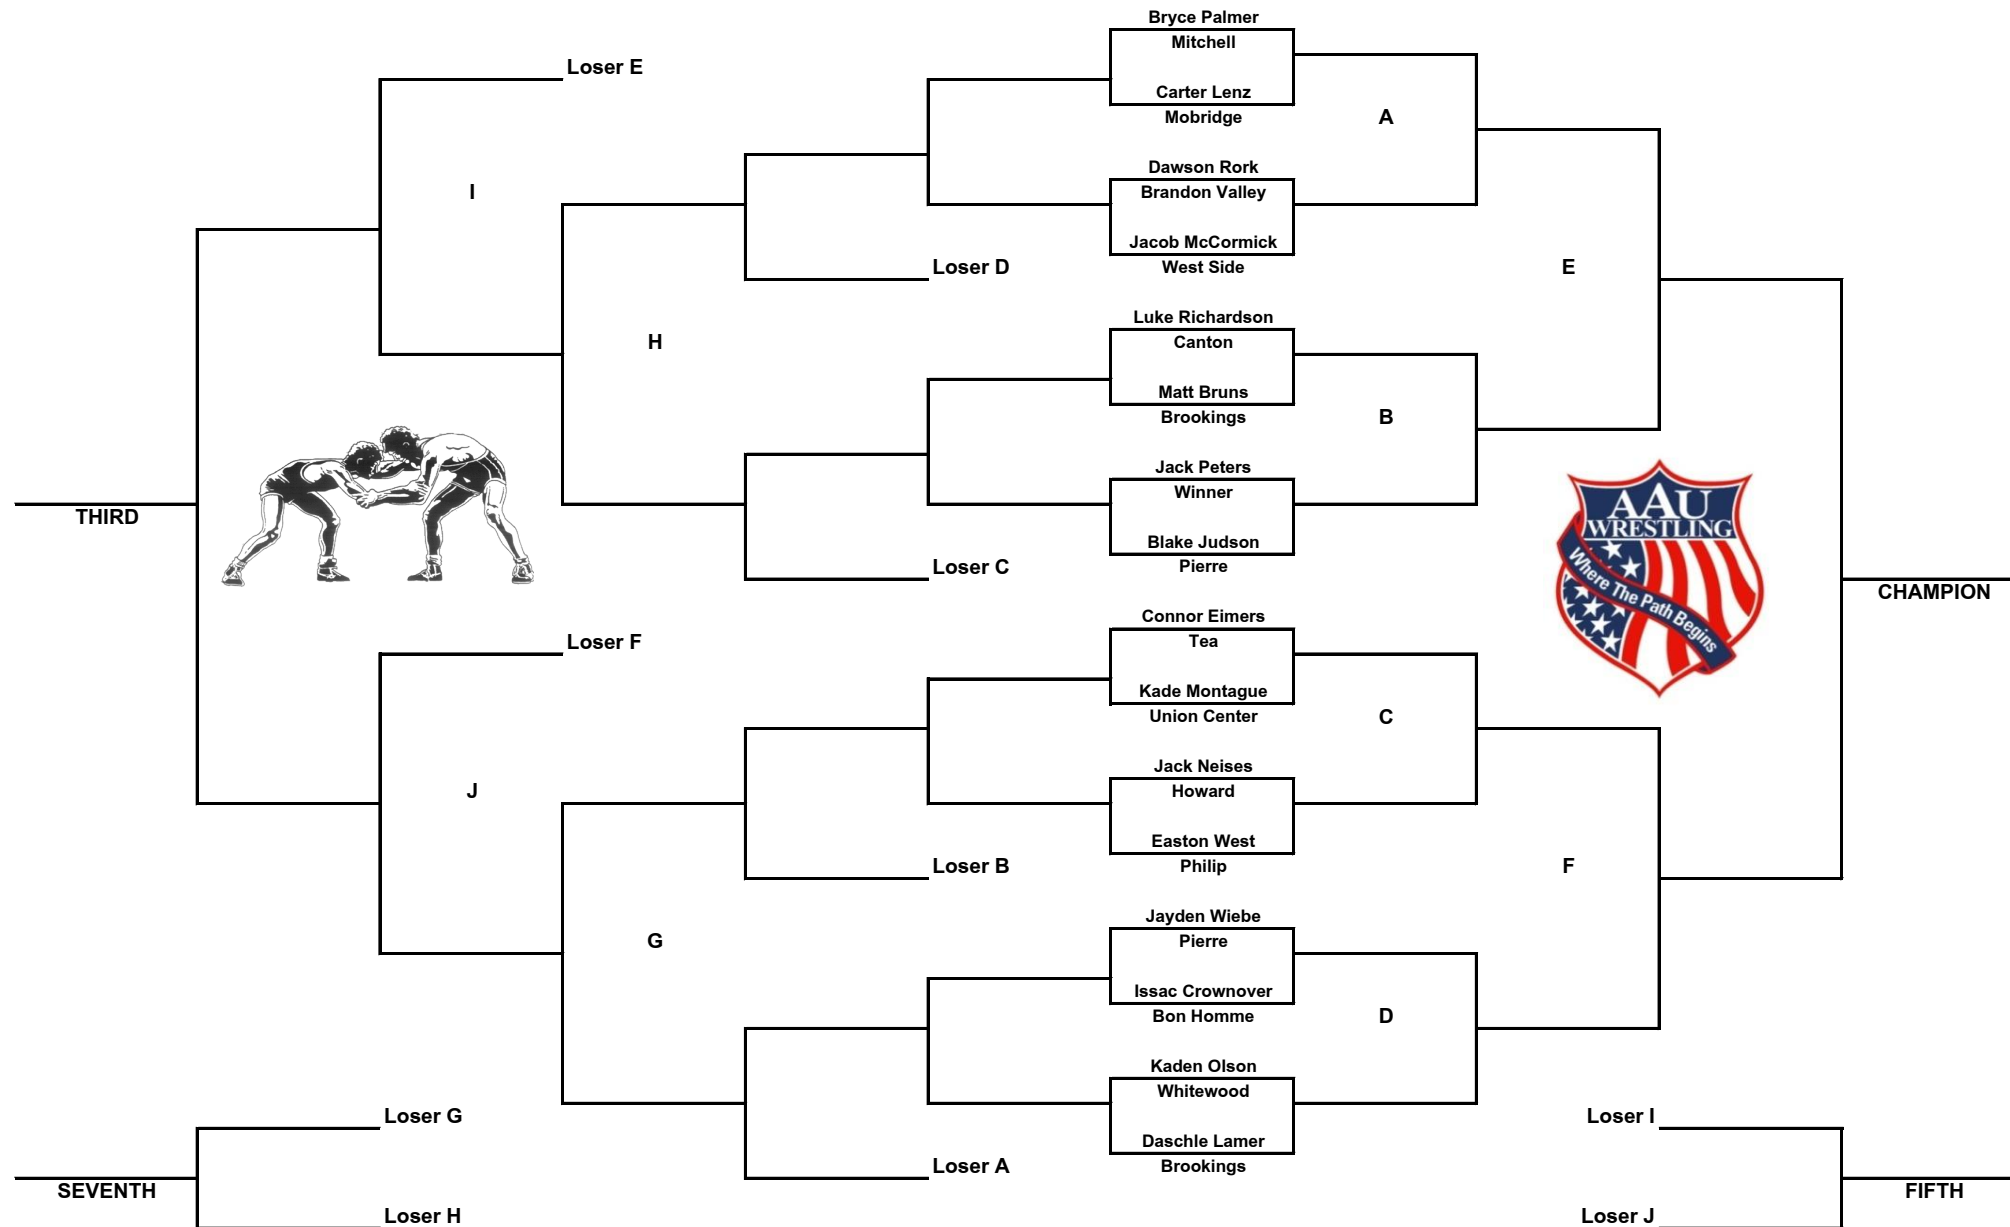 Bryce Palmer
Mitchell
Loser E
Carter Lenz
Mobridge
A
Dawson Rork
Brandon Valley
I
Jacob McCormick
West Side
Loser D
E
Luke Richardson
Canton
H
Matt Bruns
Brookings
B
Jack Peters
Winner
THIRD
Blake Judson
Pierre
Loser C
AAU
WRESTLING
Where The Path Begins
CHAMPION
Connor Eimers
Tea
Loser F
Kade Montague
Union Center
C
Jack Neises
Howard
J
Easton West
Philip
Loser B
F
Jayden Wiebe
Pierre
G
Issac Crownover
Bon Homme
D
Kaden Olson
Whitewood
Loser G
Loser I
Daschle Lamer
Brookings
Loser A
SEVENTH
FIFTH
Loser H
Loser J